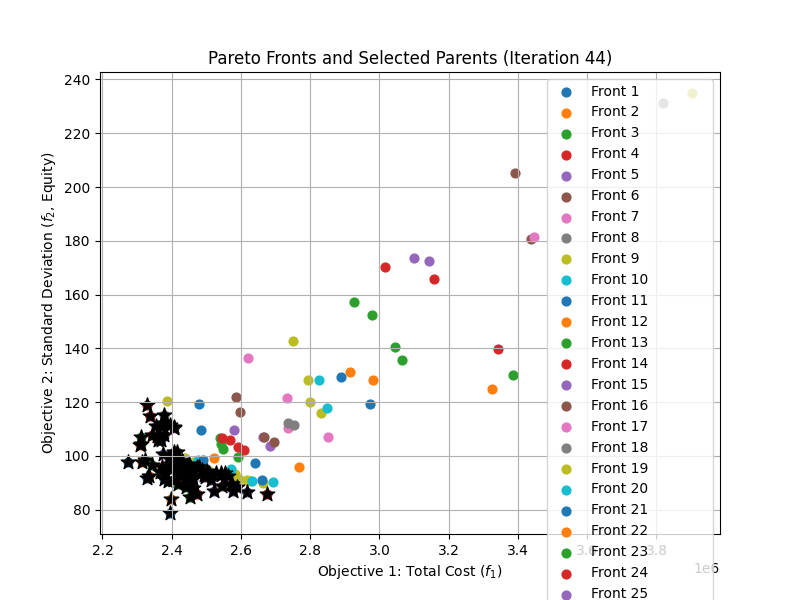 Pareto Fronts and Selected Parents (Iteration 44)
Objective 2: Standard Deviation (f₂, Equity)
240
220
200
180
160
140
120
100
80
2.2
2.4
2.6
2.8
3.0
3.2
3.4
3.6
3.8
1e6
Objective 1: Total Cost (f₁)
Front 1
Front 2
Front 3
Front 4
Front 5
Front 6
Front 7
Front 8
Front 9
Front 10
Front 11
Front 12
Front 13
Front 14
Front 15
Front 16
Front 17
Front 18
Front 19
Front 20
Front 21
Front 22
Front 23
Front 24
Front 25